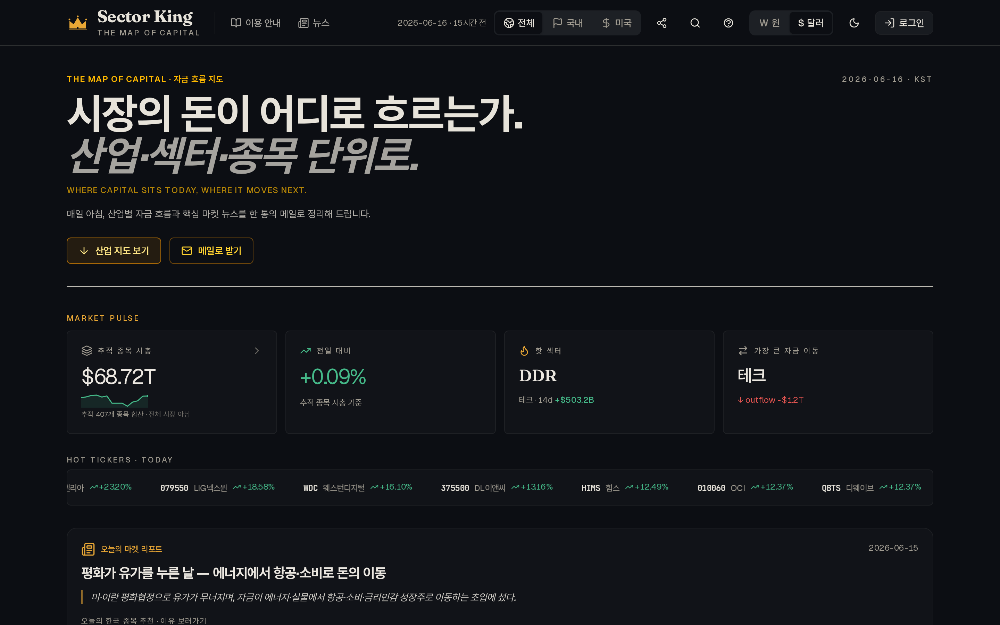 Sector King
THE MAP OF CAPITAL
이용 안내
뉴스
2026-06-16 · 15시간 전
전체
국내
미국
₩ 원
$ 달러
로그인
THE MAP OF CAPITAL · 자금 흐름 지도
2026-06-16 · KST
시장의 돈이 어디로 흐르는가.
산업·섹터·종목 단위로.
WHERE CAPITAL SITS TODAY, WHERE IT MOVES NEXT.
매일 아침, 산업별 자금 흐름과 핵심 마켓 뉴스를 한 통의 메일로 정리해 드립니다.
산업 지도 보기
메일로 받기
MARKET PULSE
추적 종목 시총
$68.72T
추적 407개 종목 합산 · 전체 시장 아님
전일 대비
+0.09%
추적 종목 시총 기준
핫 섹터
DDR
테크 · 14d +$503.2B
가장 큰 자금 이동
테크
↓ outflow -$1.2T
HOT TICKERS · TODAY
+23.20%
079550 LIG넥스원 +18.58%
WDC 웨스턴디지털 +16.10%
375500 DL이앤씨 +13.16%
HIMS 힘스 +12.49%
010060 OCI +12.37%
QBTS 디웨이브 +12.37%
오늘의 마켓 리포트
2026-06-15
평화가 유가를 누른 날 — 에너지에서 항공·소비로 돈의 이동
미·이란 평화협정으로 유가가 무너지며, 자금이 에너지·실물에서 항공·소비·금리민감 성장주로 이동하는 초입에 섰다.
오늘의 한국 종목 추천 · 이유 보러가기